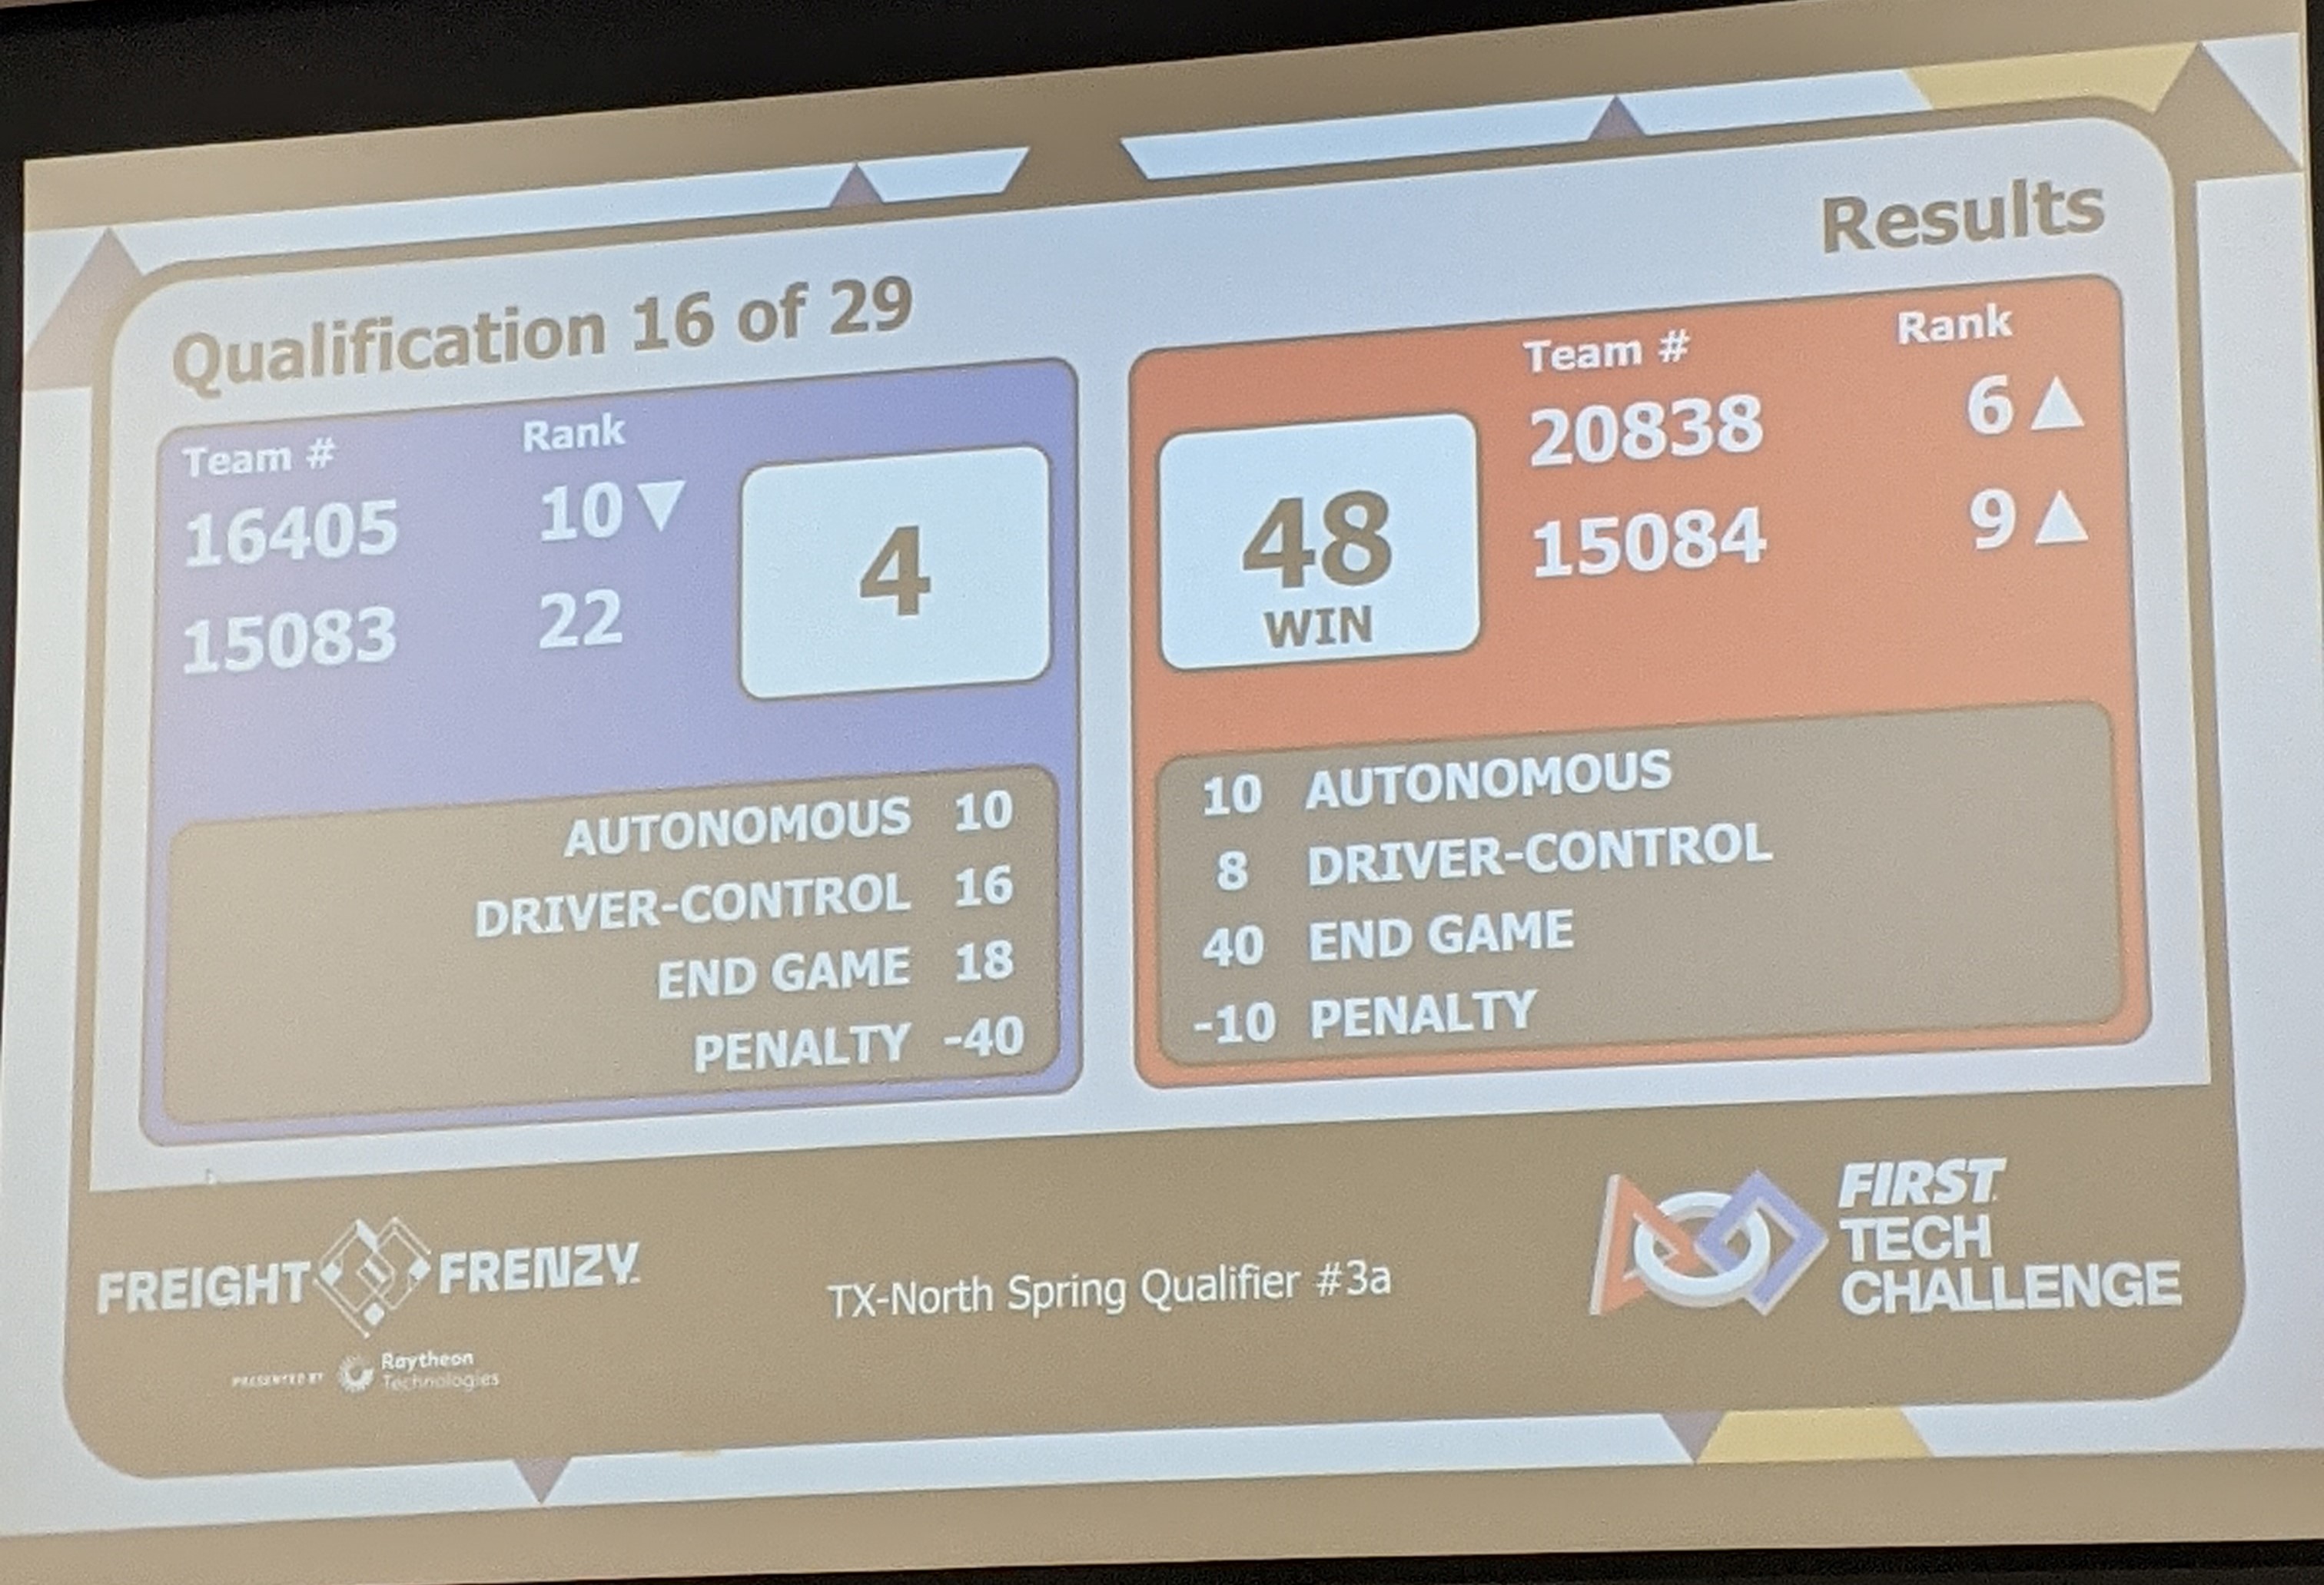 Results
Qualification 16 of 29
Team # Rank
16405 10▼
15083 22
4
AUTONOMOUS 10
DRIVER-CONTROL 16
END GAME 18
PENALTY -40
Team # Rank
48
WIN
20838 6▲
15084 9▲
10 AUTONOMOUS
8 DRIVER-CONTROL
40 END GAME
-10 PENALTY
FREIGHT FRENZY
PRESENTED BY Raytheon
Technologies
TX-North Spring Qualifier #3a
FIRST
TECH
CHALLENGE